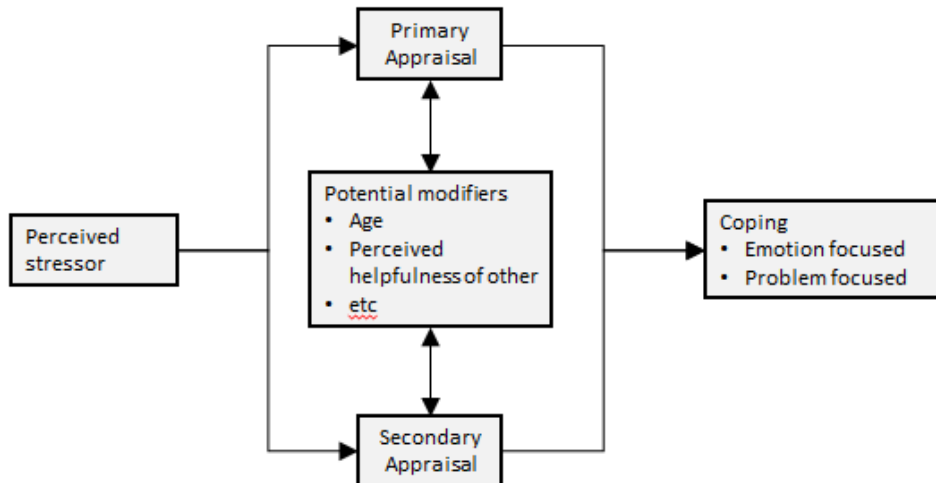 Primary
Appraisal
Potential modifiers
• Age
• Perceived
helpfulness of other
• etc
Perceived
stressor
Coping
• Emotion focused
• Problem focused
Secondary
Appraisal